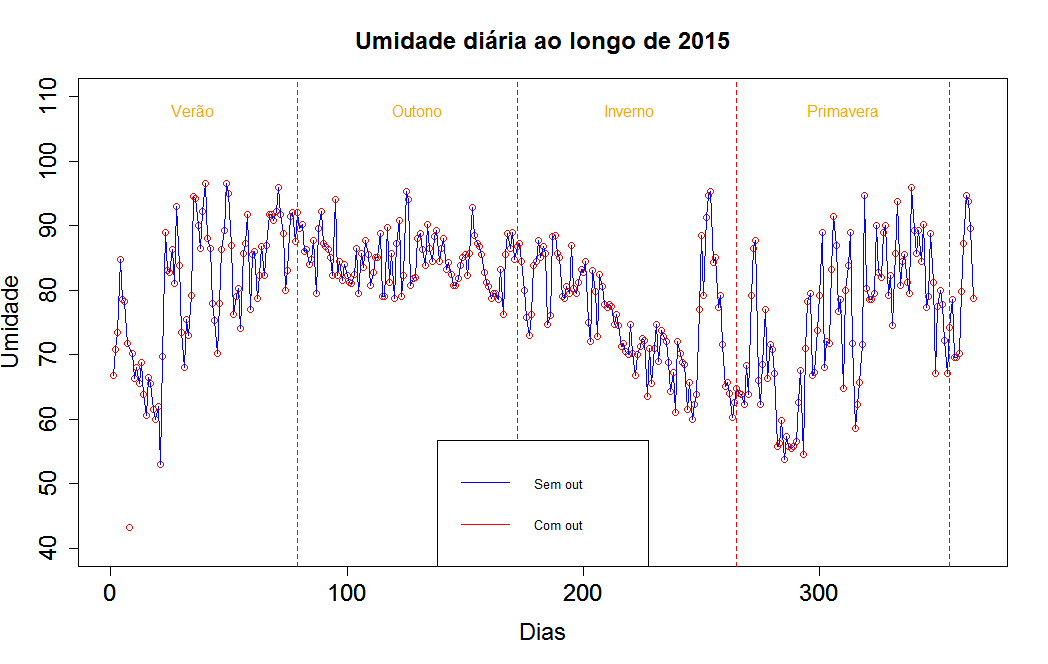 Umidade diária ao longo de 2015
Verão Outono Inverno Primavera
110
100
90
80
70
60
50
40
Umidade
Sem out
Com out
0 100 200 300
Dias